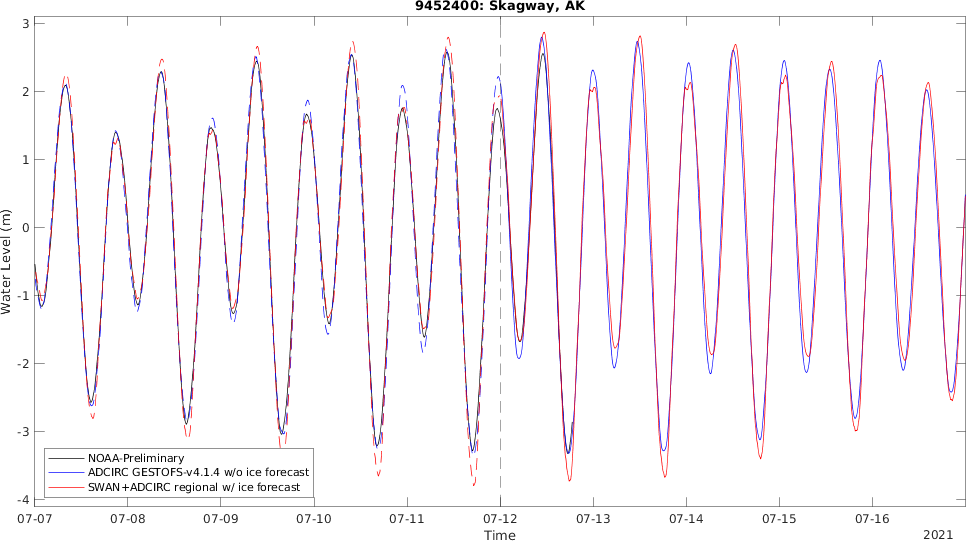 9452400: Skagway, AK
3
2
1
0
-1
-2
-3
-4
Water Level (m)
NOAA-Preliminary
ADCIRC GESTOFS-v4.1.4 w/o ice forecast
SWAN+ADCIRC regional w/ ice forecast
07-07 07-08 07-09 07-10 07-11 07-12 07-13 07-14 07-15 07-16
Time
2021